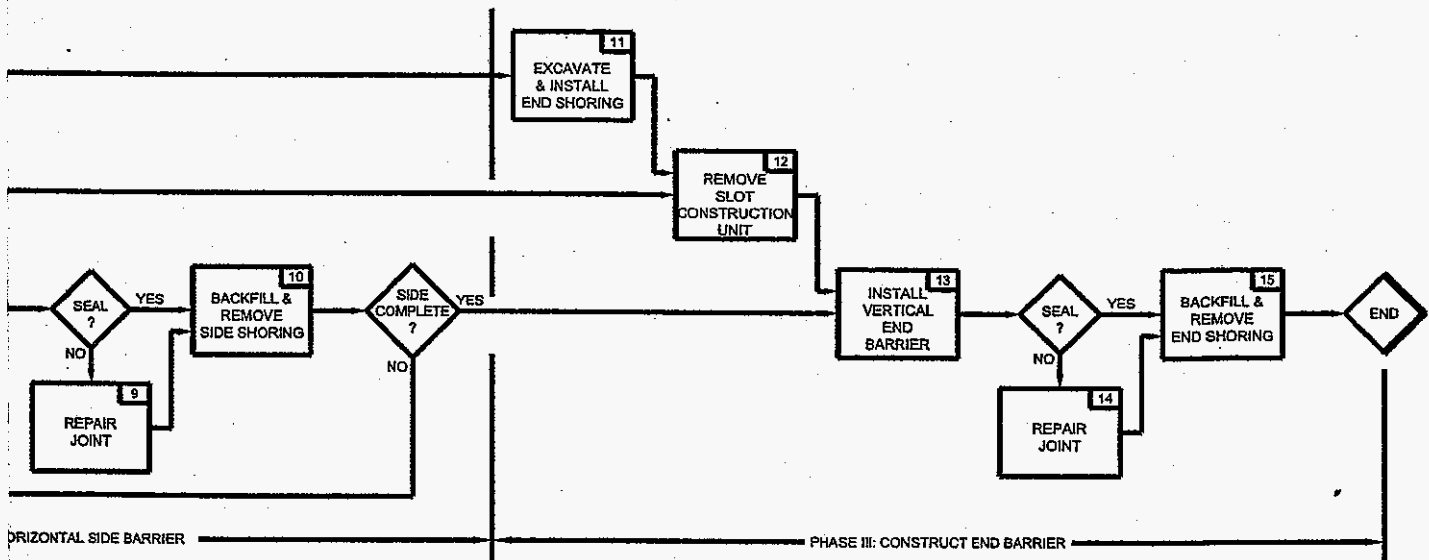 11
EXCAVATE
& INSTALL
END SHORING
12
REMOVE
SLOT
CONSTRUCTION
UNIT
SEAL
?
YES
NO
9
REPAIR
JOINT
10
BACKFILL &
REMOVE
SIDE SHORING
SIDE
COMPLETE
?
YES
NO
13
INSTALL
VERTICAL
END
BARRIER
SEAL
?
YES
NO
14
REPAIR
JOINT
15
BACKFILL &
REMOVE
END SHORING
END
ORIZONTAL SIDE BARRIER
PHASE III: CONSTRUCT END BARRIER